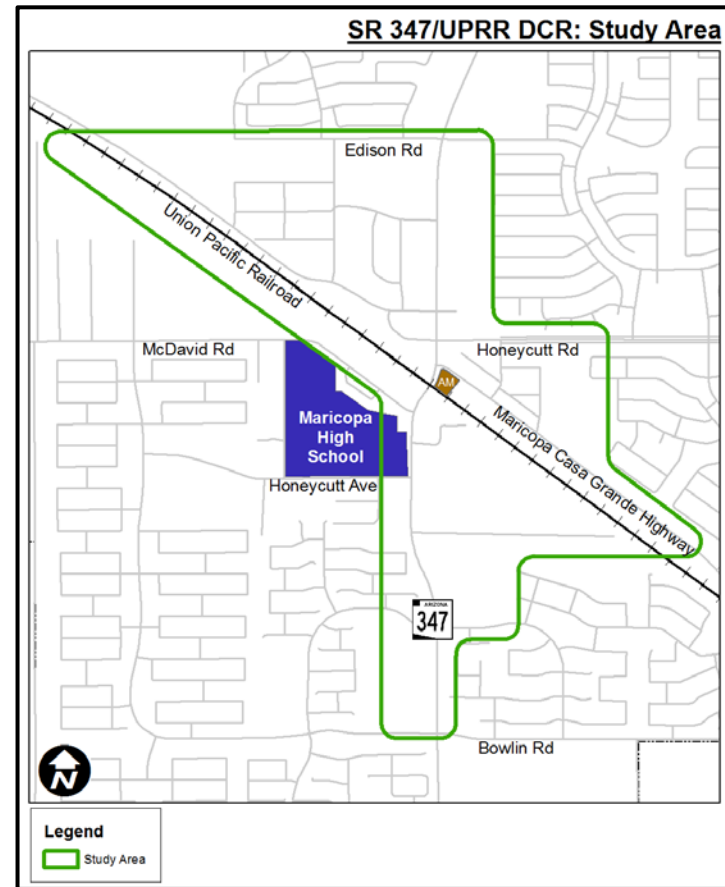 SR 347/UPRR DCR: Study Area
Edison Rd
Union Pacific Railroad
McDavid Rd
Honeycutt Rd
AM
Maricopa
High
School
Maricopa Casa Grande Highway
Honeycutt Ave
ARIZONA
347
Bowlin Rd
N
Legend
Study Area